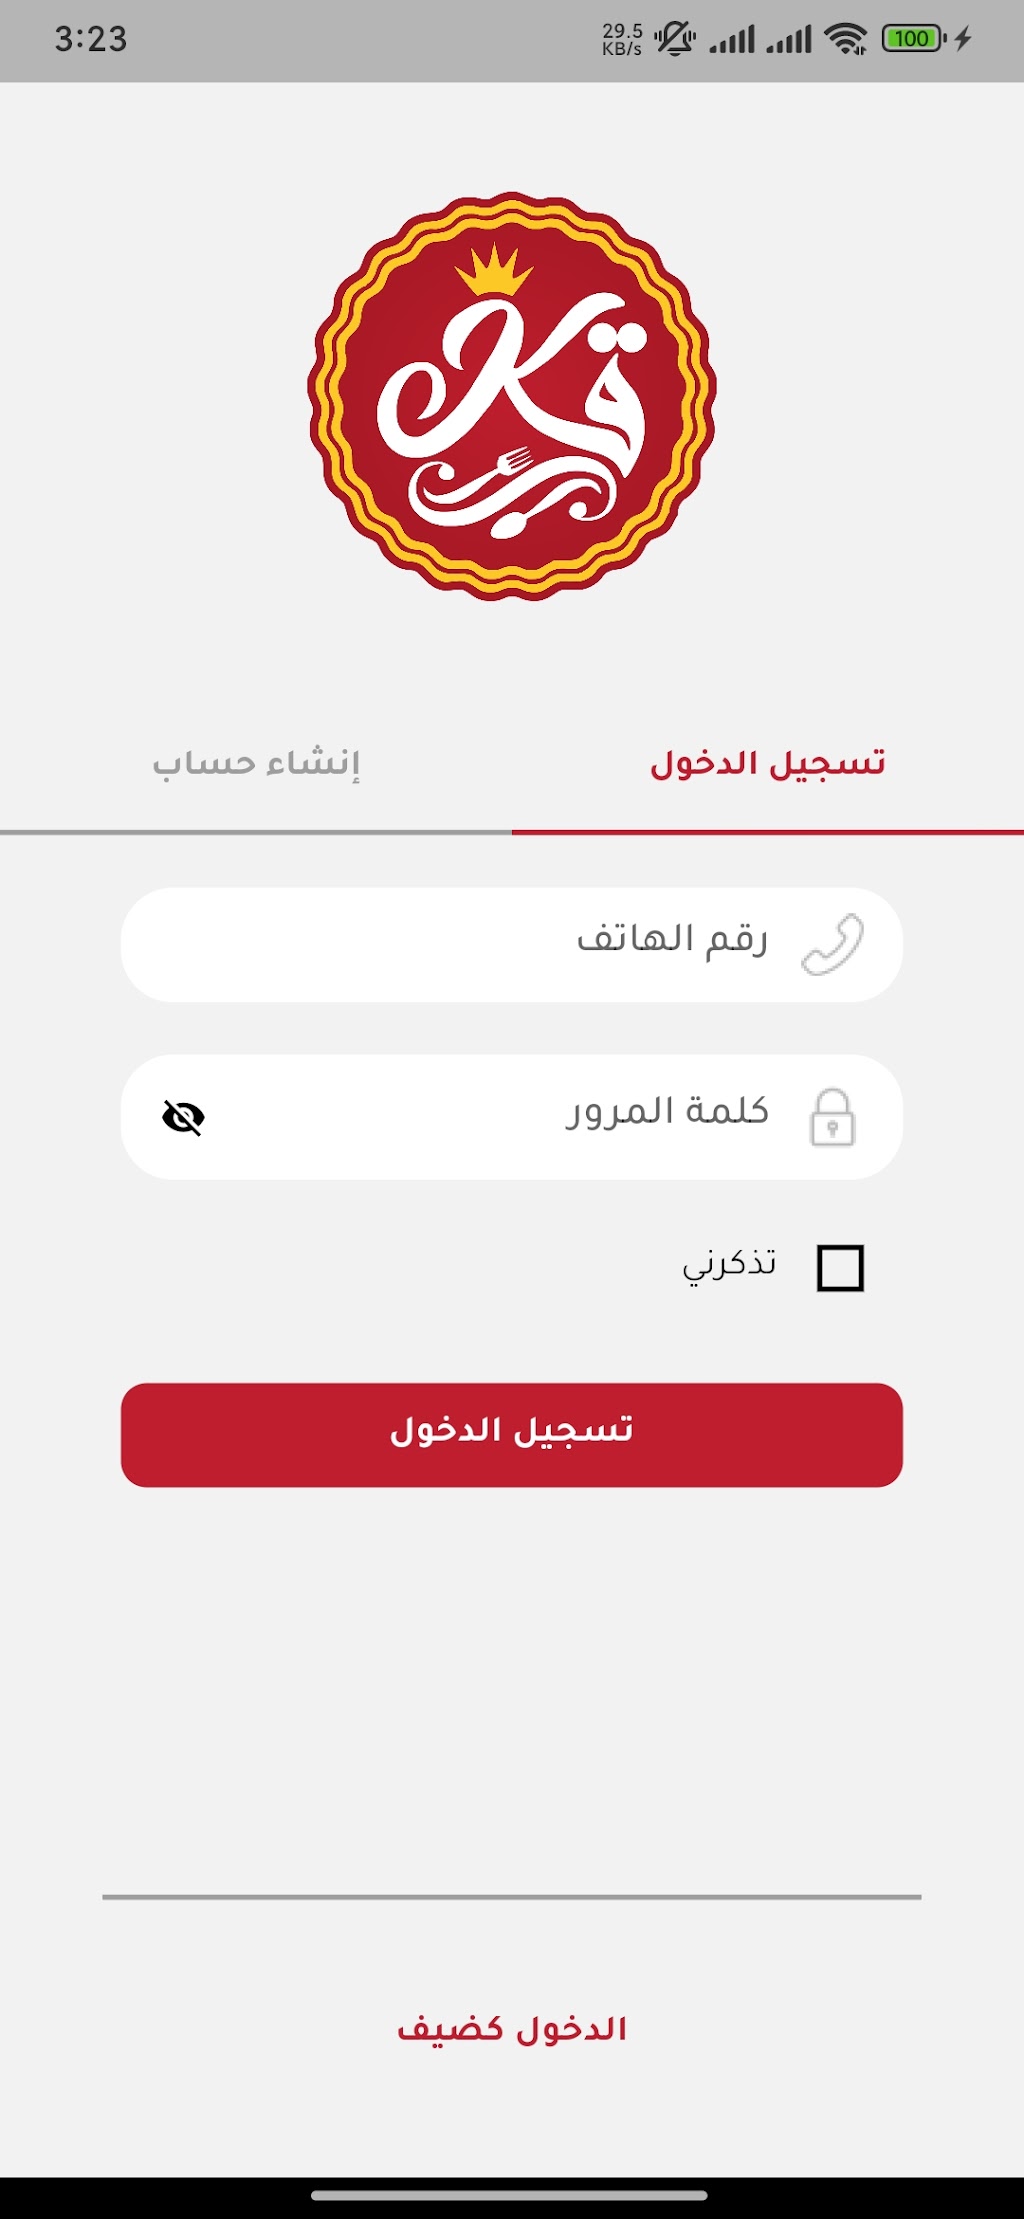 3:23
29.5
KB/s
100
K ق
تسجيل الدخول
إنشاء حساب
رقم الهاتف
كلمة المرور
تذكرني
تسجيل الدخول
الدخول كضيف